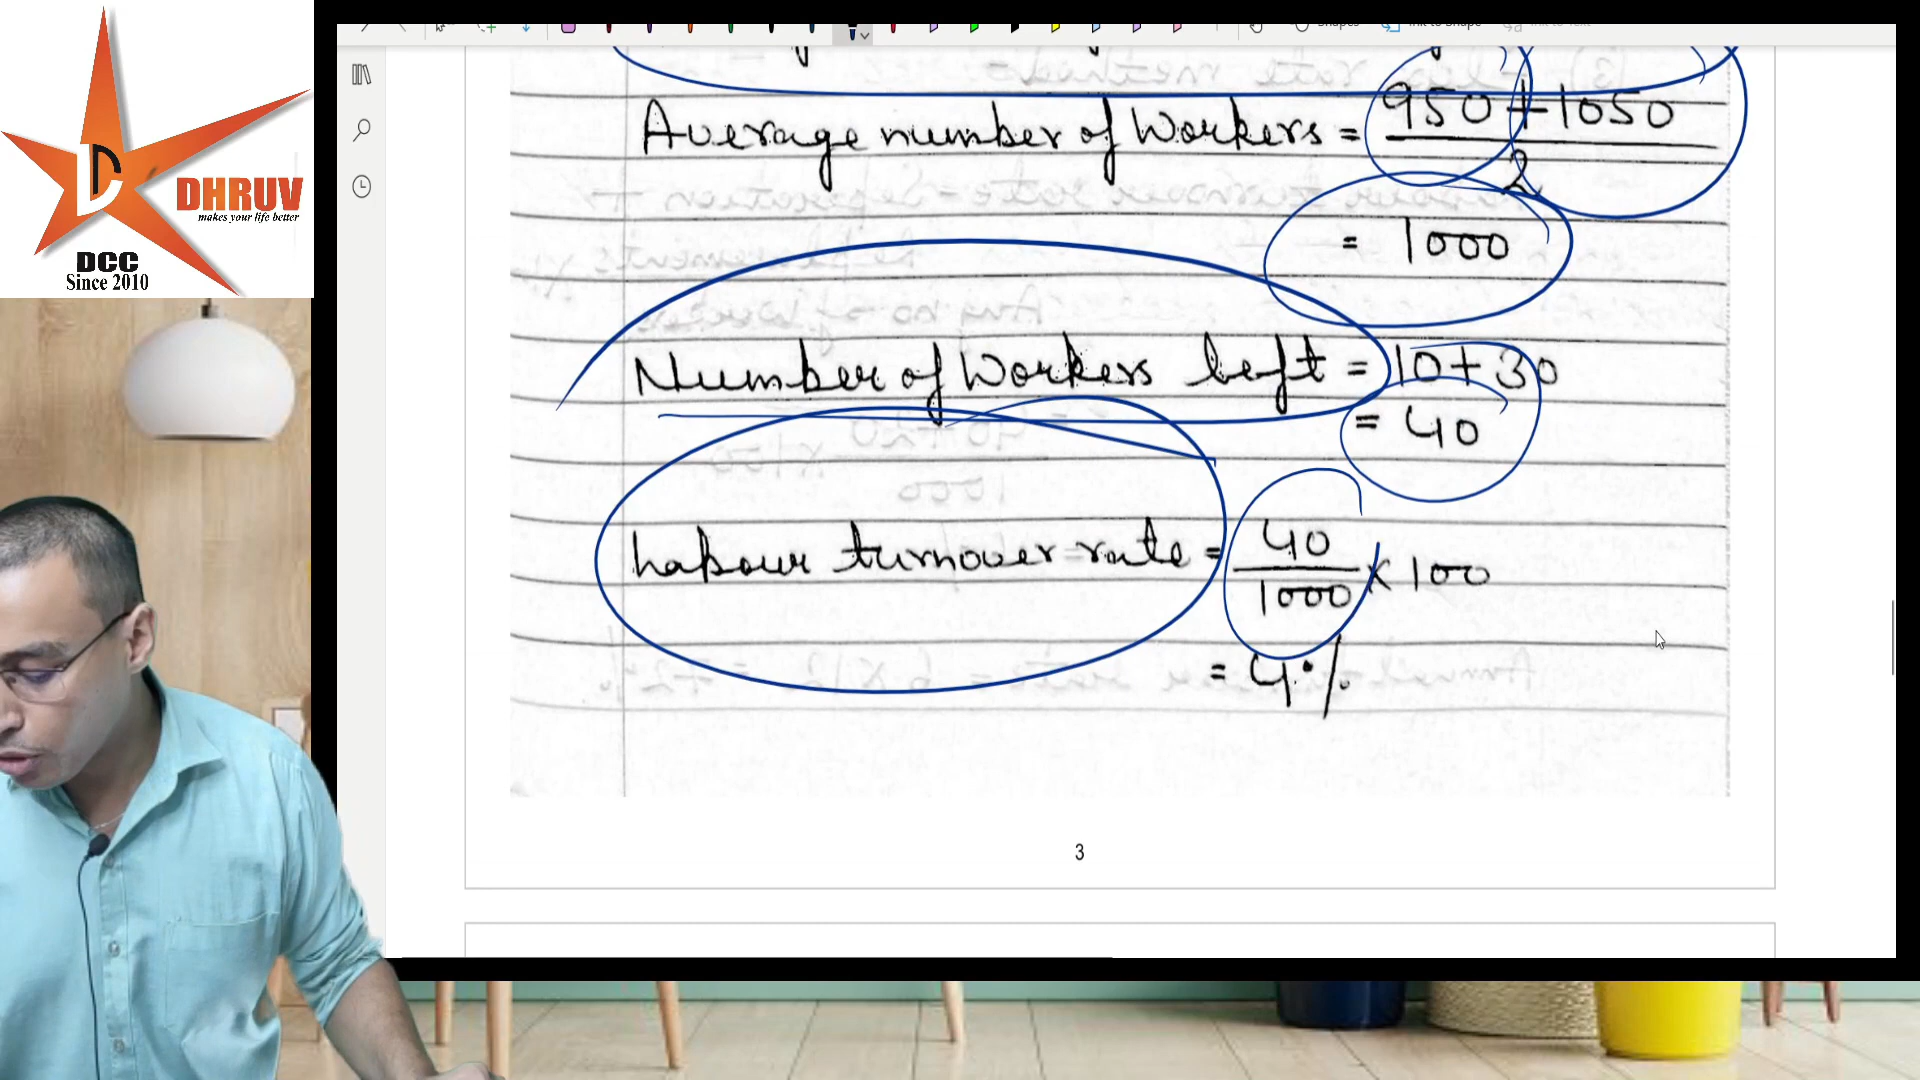 DHRUV
makes your life better
DCC
Since 2010
Average number of Workers = 950 + 1050
2
= 1000
Number of Workers left = 10 + 30
= 40
Labour turnover rate = 40
1000
× 100
= 4%
3